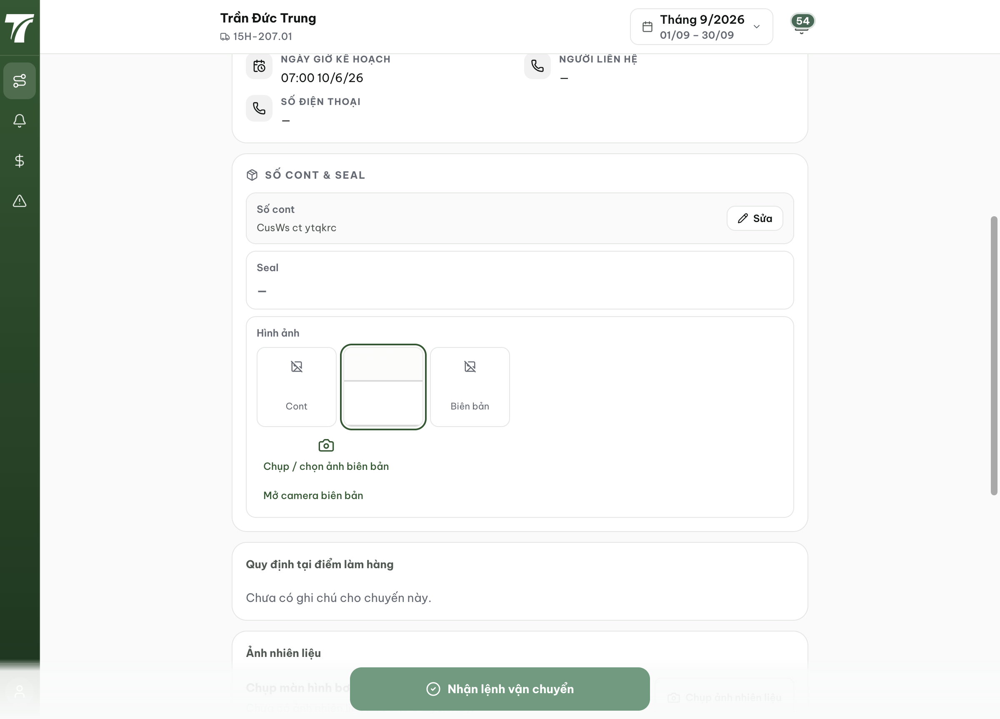 Trần Đức Trung
15H-207.01
Tháng 9/2026
01/09 – 30/09
54
NGÀY GIỜ KẾ HOẠCH
07:00 10/6/26
NGƯỜI LIÊN HỆ
—
SỐ ĐIỆN THOẠI
—
SỐ CONT & SEAL
Số cont
CusWs ct ytqkrc
Sửa
Seal
—
Hình ảnh
Cont
Biên bản
Chụp / chọn ảnh biên bản
Mở camera biên bản
Quy định tại điểm làm hàng
Chưa có ghi chú cho chuyến này.
Ảnh nhiên liệu
Chụp màn hình
Nhận lệnh vận chuyển
Chụp ảnh nhiên liệu
Chưa có ảnh nhiên